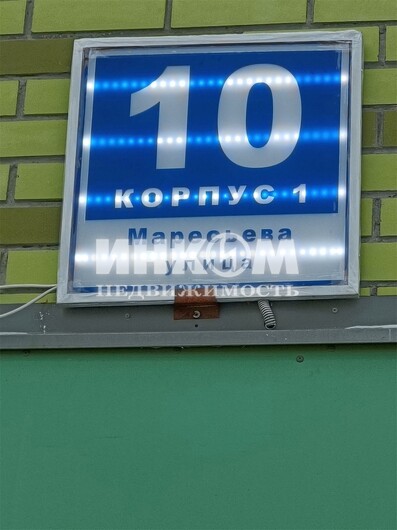 10
КОРПУС 1
Маресьева
ИНКОМ
улица
НЕДВИЖИМОСТЬ